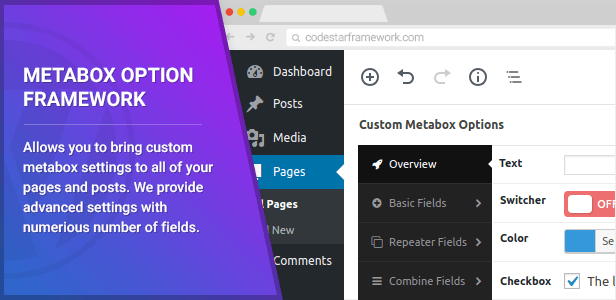 METABOX OPTION
FRAMEWORK
Allows you to bring custom
metabox settings to all of your
pages and posts. We provide
advanced settings with
numerious number of fields.
codestarframework.com
Dashboard
Posts
Media
Pages
Pages
New
Comments
Custom Metabox Options
Overview
Basic Fields
Repeater Fields
Combine Fields
Text
Switcher
OFF
Color
Se
Checkbox
The l